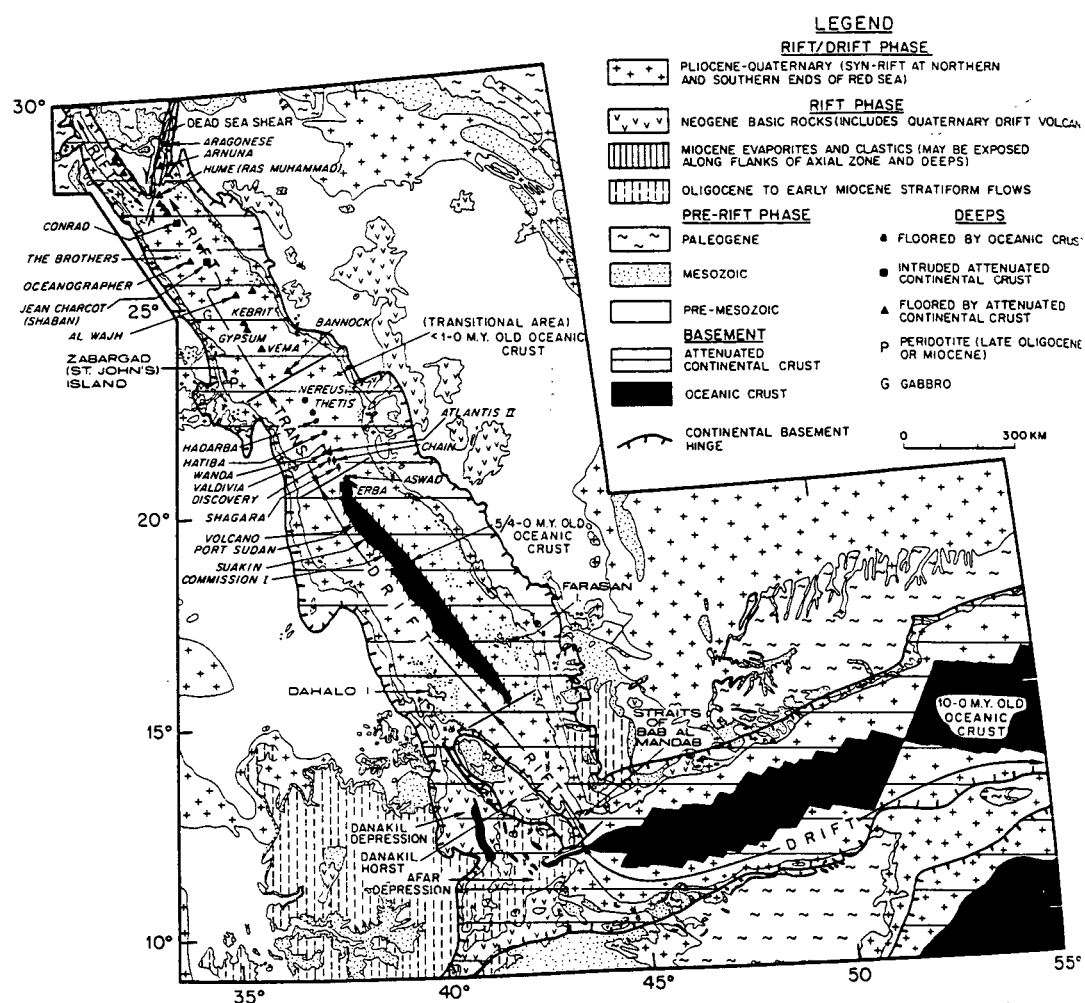 LEGEND
RIFT/DRIFT PHASE
PLIOCENE-QUATERNARY (SYN-RIFT AT NORTHERN
AND SOUTHERN ENDS OF RED SEA)
RIFT PHASE
NEOGENE BASIC ROCKS (INCLUDES QUATERNARY DRIFT VOLCAN
MIOCENE EVAPORITES AND CLASTICS (MAY BE EXPOSED
ALONG FLANKS OF AXIAL ZONE AND DEEPS)
OLIGOCENE TO EARLY MIOCENE STRATIFORM FLOWS
PRE-RIFT PHASE
PALEOGENE
MESOZOIC
PRE-MESOZOIC
BASEMENT
ATTENUATED
CONTINENTAL CRUST
OCEANIC CRUST
CONTINENTAL BASEMENT
HINGE
DEEPS
FLOORED BY OCEANIC CRUST
INTRUDED ATTENUATED
CONTINENTAL CRUST
FLOORED BY ATTENUATED
CONTINENTAL CRUST
P PERIDOTITE (LATE OLIGOCENE
OR MIOCENE)
G GABBRO
0 300 KM
30°
25°
20°
15°
10°
35°
40°
45°
50
55°
DEAD SEA SHEAR
ARAGONESE
ARNUNA
HUME (RAS MUHAMMAD)
RIFT
CONRAD
THE BROTHERS
OCEANOGRAPHER
JEAN CHARCOT
(SHABAN)
AL WAJH
KEBRIT
GYPSUM
VEMA
BANNOCK
G
P
ZABARGAD
(ST. JOHN'S)
ISLAND
(TRANSITIONAL AREA)
<1-0 M.Y. OLD OCEANIC
CRUST
NEREUS
THETIS
TRANS
ATLANTIS II
CHAIN
HADARBA
HATIBA
WANDA
VALDIVIA
DISCOVERY
SHAGARA
ASWAD
ERBA
VOLCANO
PORT SUDAN
SUAKIN
COMMISSION I
5/4-0 M.Y. OLD
OCEANIC
CRUST
DRIFT
FARASAN
DAHALO I
STRAITS
OF
BAB AL
MANDAB
10-0 M.Y. OLD
OCEANIC
CRUST
RIFT
DANAKIL
DEPRESSION
DANAKIL
HORST
AFAR
DEPRESSION
DRIFT